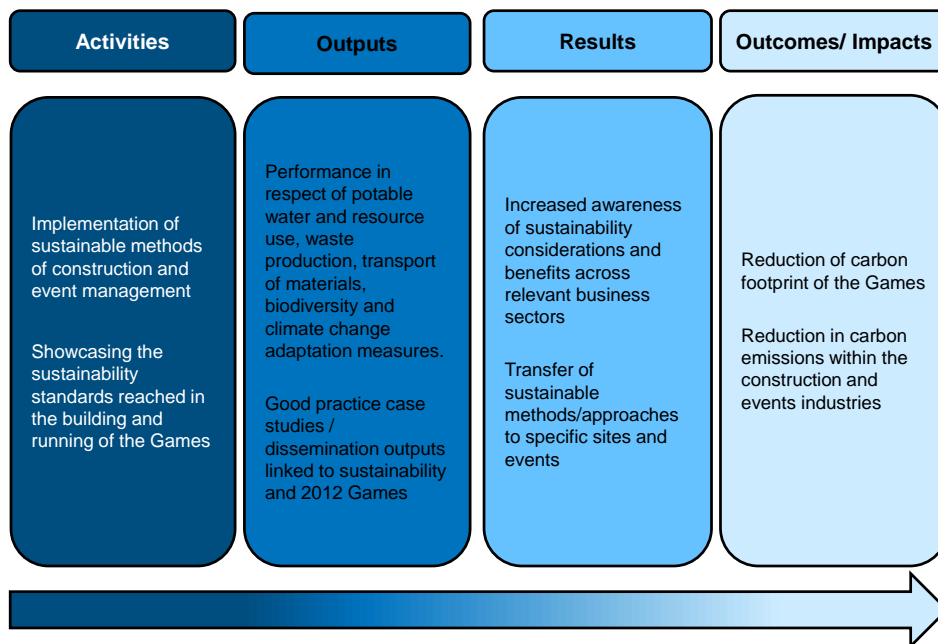 Activities
Outputs
Results
Outcomes/ Impacts
Implementation of
sustainable methods
of construction and
event management
Showcasing the
sustainability
standards reached in
the building and
running of the Games
Performance in
respect of potable
water and resource
use, waste
production, transport
of materials,
biodiversity and
climate change
adaptation measures.
Good practice case
studies /
dissemination outputs
linked to sustainability
and 2012 Games
Increased awareness
of sustainability
considerations and
benefits across
relevant business
sectors
Transfer of
sustainable
methods/approaches
to specific sites and
events
Reduction of carbon
footprint of the Games
Reduction in carbon
emissions within the
construction and
events industries